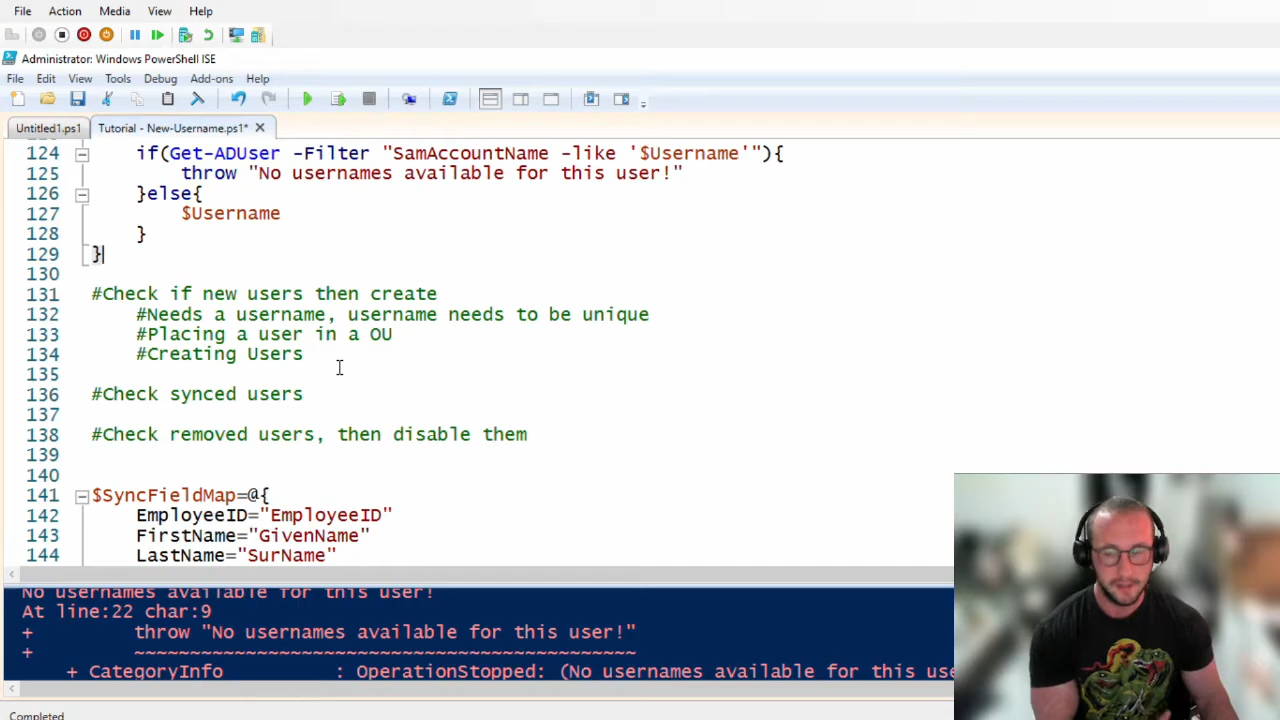 File Action Media View Help
Administrator: Windows PowerShell ISE
File Edit View Tools Debug Add-ons Help
Untitled1.ps1 Tutorial - New-Username.ps1*
124 if(Get-ADUser -Filter "SamAccountName -like '$Username'"){
125 throw "No usernames available for this user!"
126 }else{
127 $Username
128 }
129 }
130
131 #Check if new users then create
132 #Needs a username, username needs to be unique
133 #Placing a user in a OU
134 #Creating Users
135
136 #Check synced users
137
138 #Check removed users, then disable them
139
140
141 $SyncFieldMap=@{
142 EmployeeID="EmployeeID"
143 FirstName="GivenName"
144 LastName="SurName"
No usernames available for this user!
At line:22 char:9
+ throw "No usernames available for this user!"
+ ~~~~~~~~~~~~~~~~~~~~~~~~~~~~~~~~~~~~~~~~~~~~~
+ CategoryInfo : OperationStopped: (No usernames available for this use
Completed